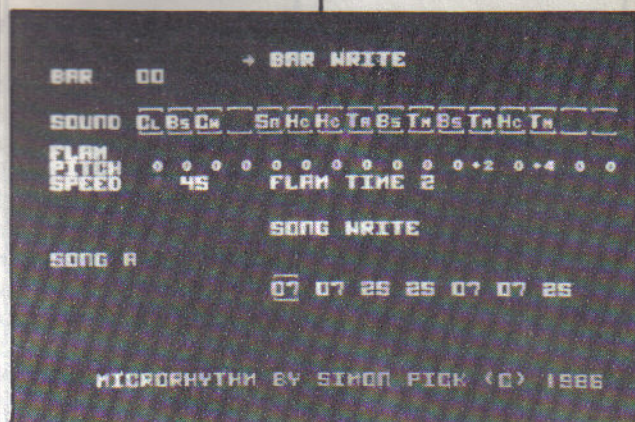 → BAR WRITE
BAR 00
SOUND CL BS CW SN HC HC TA BS TM BS TM HC TM
FLAM
PITCH 0 0 0 0 0 0 0 0 0 0 0 +2 0 +4 0 0
SPEED 45 FLAM TIME 2
SONG WRITE
SONG A
07 07 25 25 07 07 25
MICRORHYTHM BY SIMON PICK (C) 1986